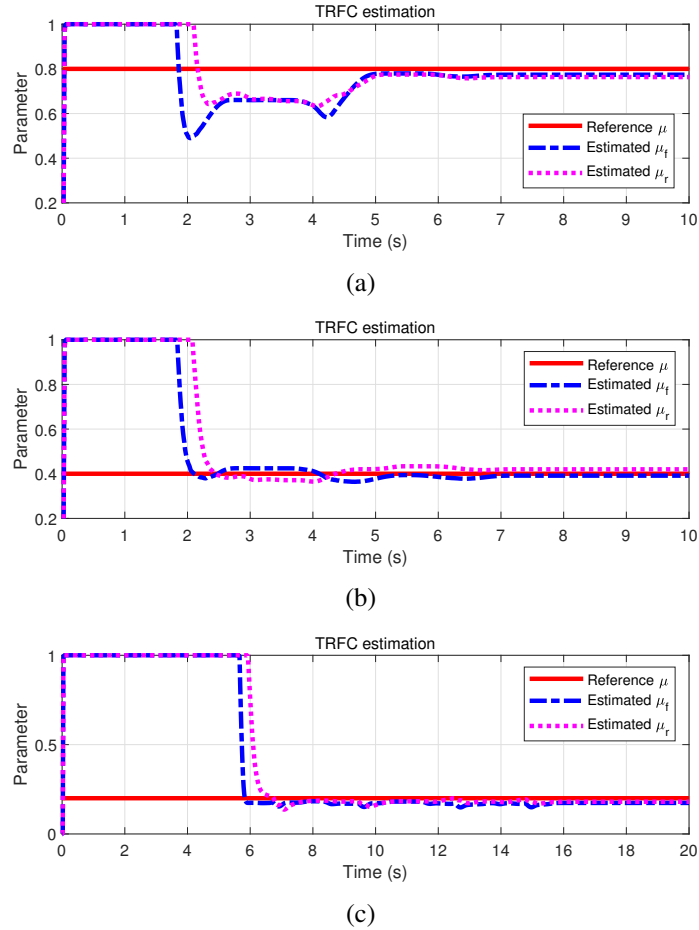 TRFC estimation
1
0.8
0.6
0.4
0.2
Parameter
Reference μ
Estimated μf
Estimated μr
0 1 2 3 4 5 6 7 8 9 10
Time (s)
(a)
TRFC estimation
1
0.8
0.6
0.4
0.2
Parameter
Reference μ
Estimated μf
Estimated μr
0 1 2 3 4 5 6 7 8 9 10
Time (s)
(b)
TRFC estimation
1
0.5
0
Parameter
Reference μ
Estimated μf
Estimated μr
0 2 4 6 8 10 12 14 16 18 20
Time (s)
(c)